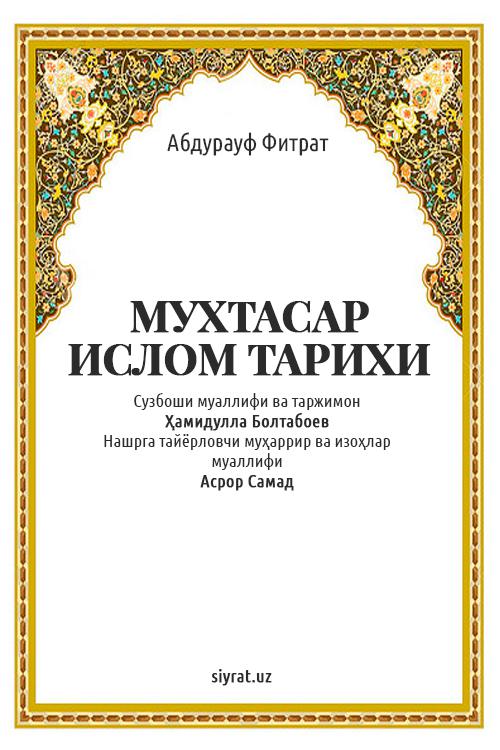 Абдурауф Фитрат
МУХТАСАР
ИСЛОМ ТАРИХИ
Сузбоши муаллифи ва таржимон
Ҳамидулла Болтабоев
Нашрга тайёрловчи муҳаррир ва изоҳлар
муаллифи
Асрор Самад
siyrat.uz